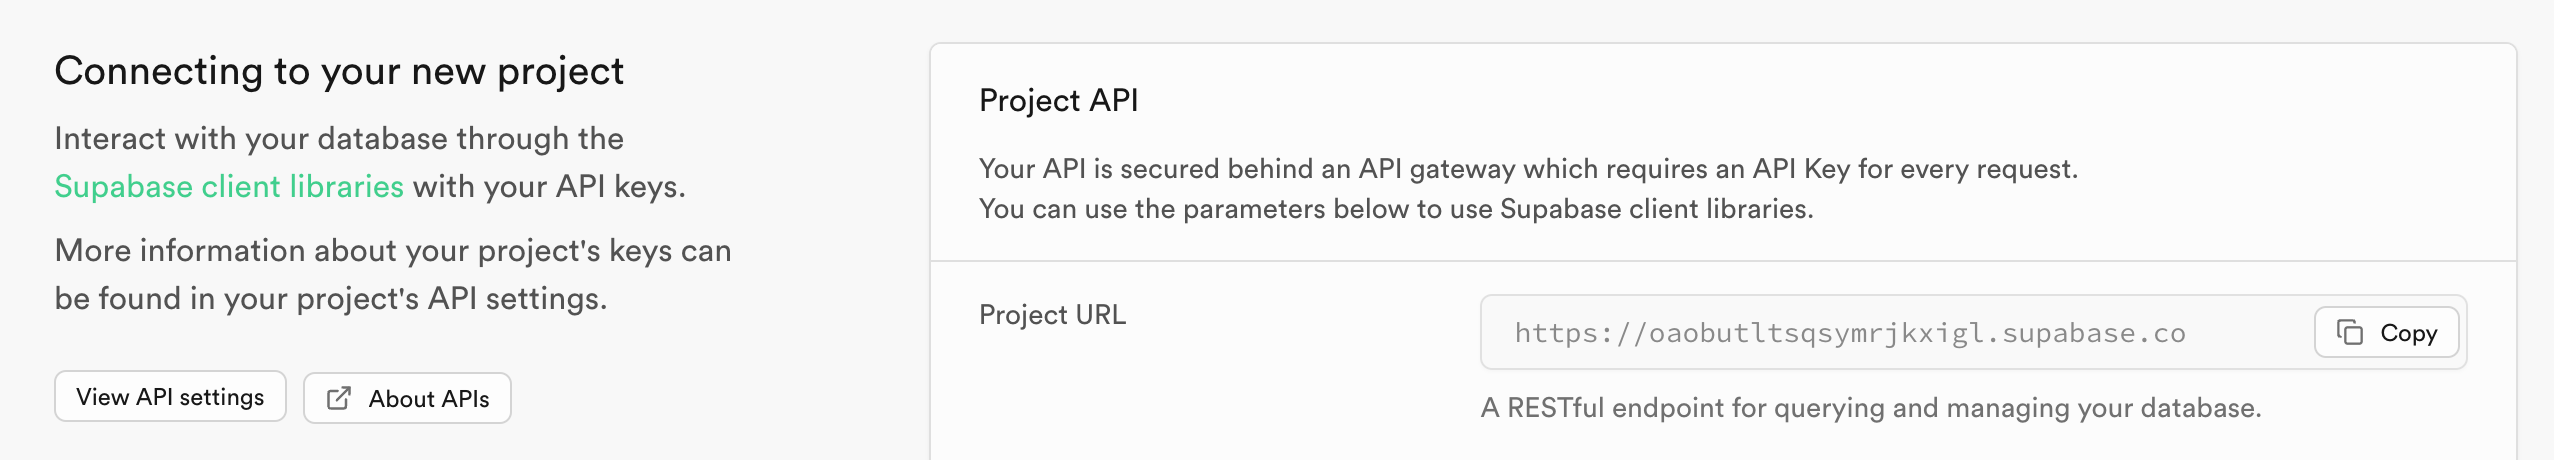 Connecting to your new project
Interact with your database through the
Supabase client libraries with your API keys.
More information about your project's keys can
be found in your project's API settings.
View API settings
About APIs
Project API
Your API is secured behind an API gateway which requires an API Key for every request.
You can use the parameters below to use Supabase client libraries.
Project URL
https://oaobutltsqsymrjkxigl.supabase.co
Copy
A RESTful endpoint for querying and managing your database.